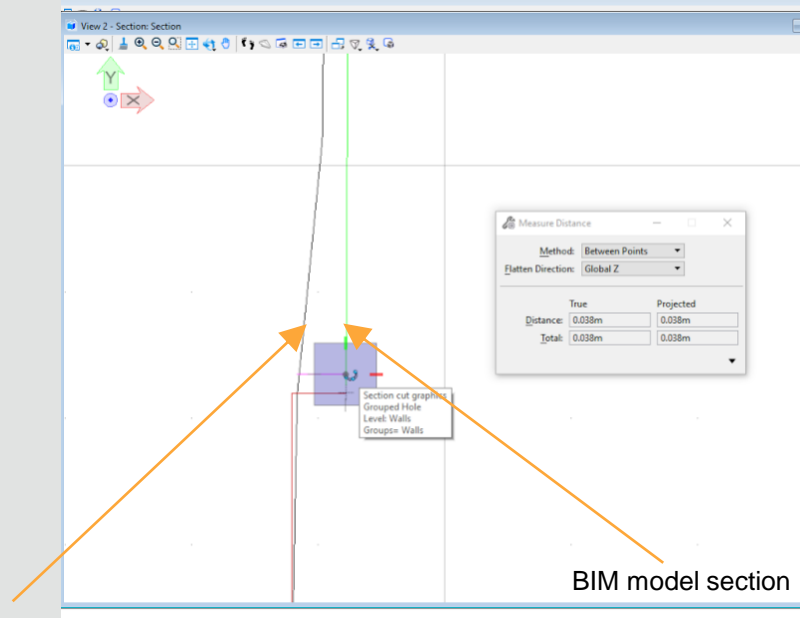 View 2 - Section: Section
Y
X
Measure Distance
Method: Between Points
Flatten Direction: Global Z
True Projected
Distance: 0.038m 0.038m
Total: 0.038m 0.038m
Section cut graphics
Grouped Hole
Level: Walls
Groups= Walls
BIM model section